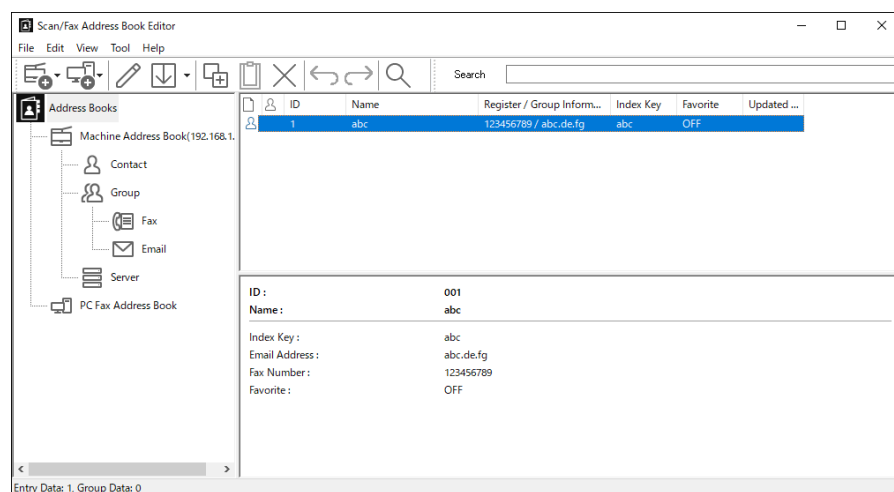 Scan/Fax Address Book Editor
File Edit View Tool Help
Search
Address Books
Machine Address Book(192.168.1.
Contact
Group
Fax
Email
Server
PC Fax Address Book
ID Name Register / Group Inform... Index Key Favorite Updated ...
1 abc 123456789 / abc.de.fg abc OFF
ID : 001
Name : abc
Index Key : abc
Email Address : abc.de.fg
Fax Number : 123456789
Favorite : OFF
Entry Data: 1, Group Data: 0